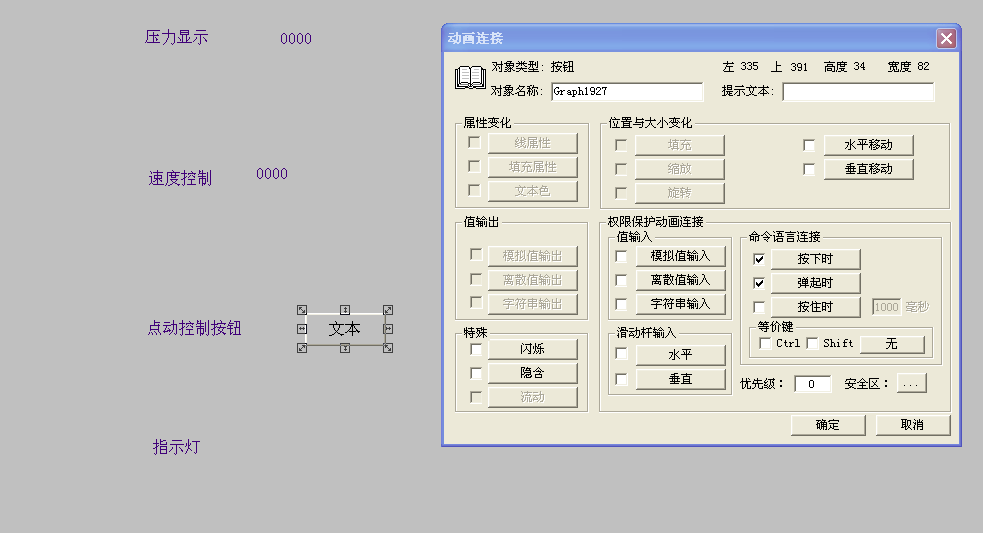 压力显示 0000
速度控制 0000
点动控制按钮 文本
指示灯
动画连接
对象类型: 按钮 左 335 上 391 高度 34 宽度 82
对象名称: Graph1927 提示文本:
属性变化
线属性
填充属性
文本色
位置与大小变化
填充 水平移动
缩放 垂直移动
旋转
值输出
模拟值输出
离散值输出
字符串输出
权限保护动画连接
值输入
模拟值输入
离散值输入
字符串输入
命令语言连接
按下时
弹起时
按住时 1000 毫秒
等价键
Ctrl Shift 无
特殊
闪烁
隐含
流动
滑动杆输入
水平
垂直
优先级: 0 安全区: ...
确定 取消